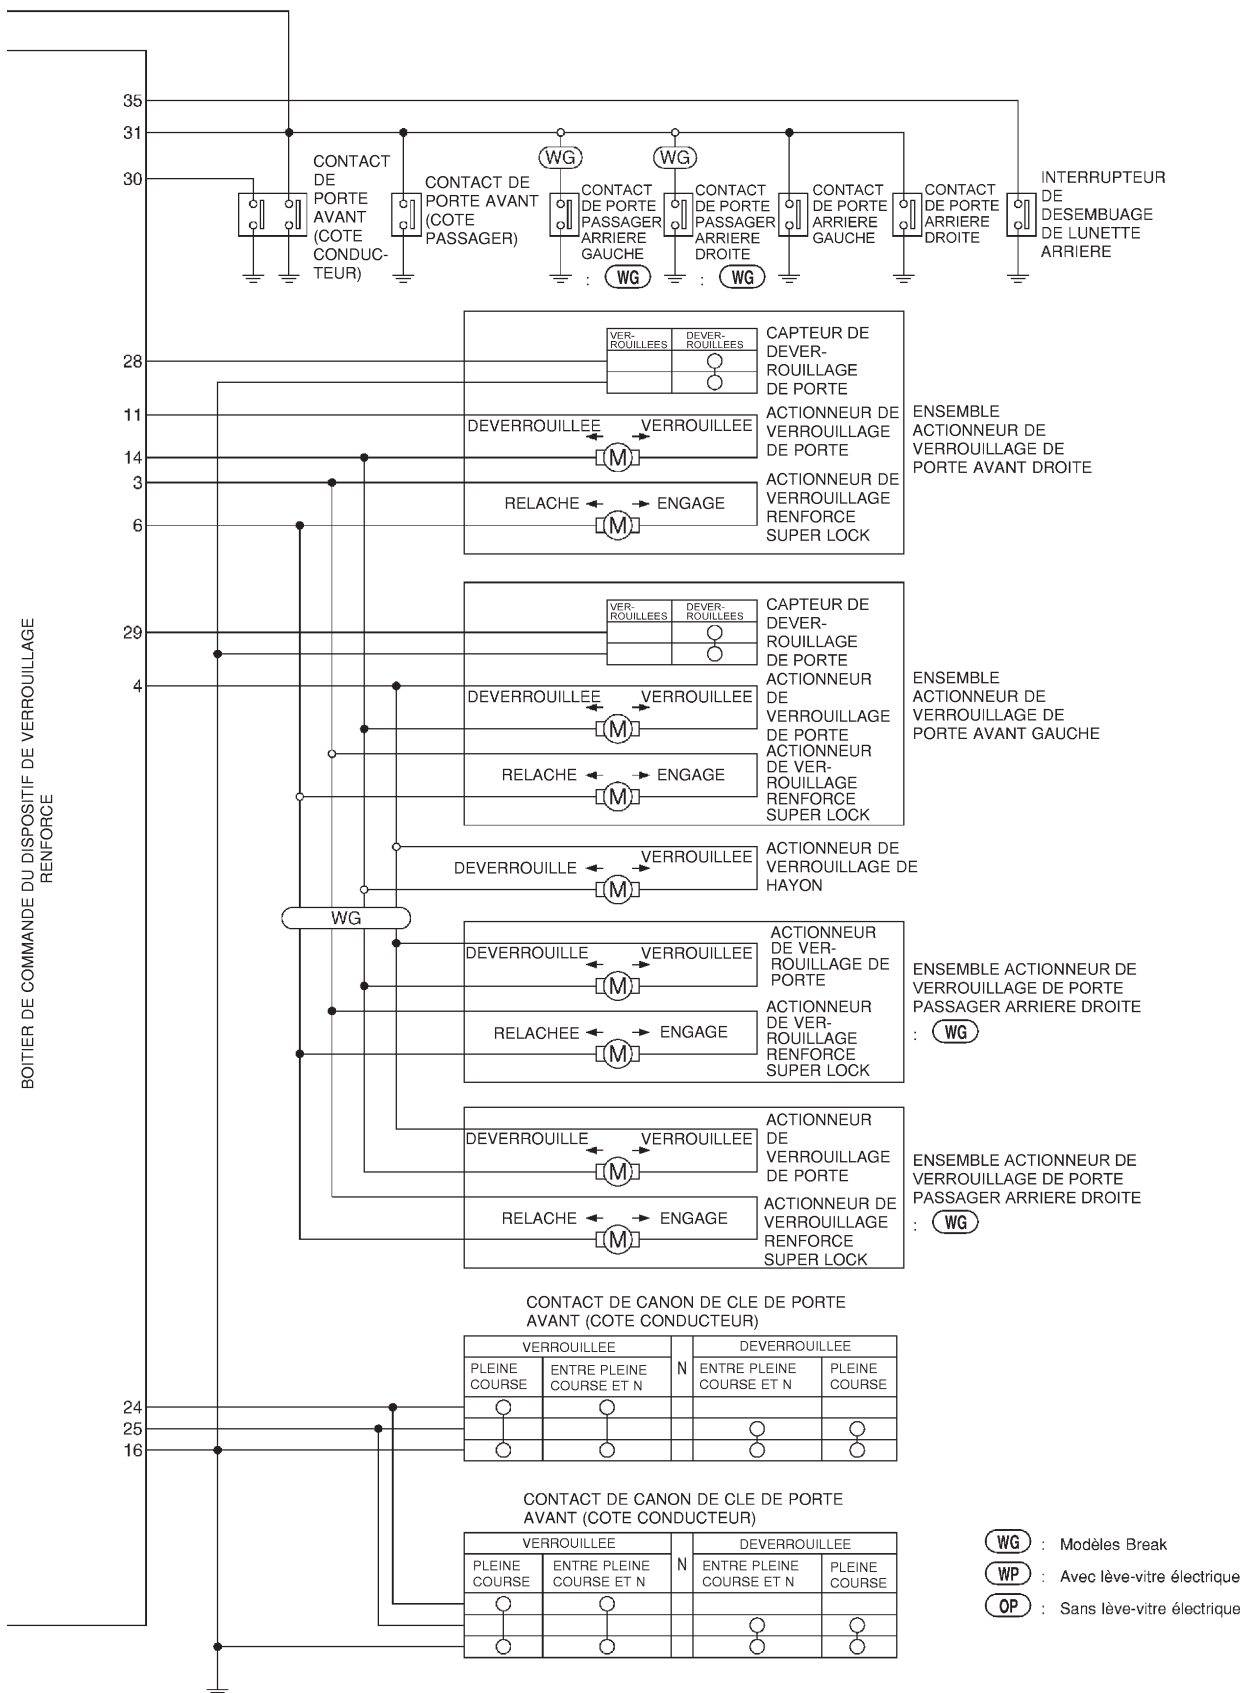 35
31
30
CONTACT
DE
PORTE
AVANT
(COTE
CONDUC-
TEUR)
CONTACT DE
PORTE AVANT
(COTE
PASSAGER)
WG
CONTACT
DE PORTE
PASSAGER
ARRIERE
GAUCHE
: WG
WG
CONTACT
DE PORTE
PASSAGER
ARRIERE
DROITE
: WG
CONTACT
DE PORTE
ARRIERE
GAUCHE
CONTACT
DE PORTE
ARRIERE
DROITE
INTERRUPTEUR
DE
DESEMBUAGE
DE LUNETTE
ARRIERE
28
11
14
3
6
VER-
ROUILLEES
DEVER-
ROUILLEES
CAPTEUR DE
DEVER-
ROUILLAGE
DE PORTE
DEVERROUILLEE
VERROUILLEE
M
ACTIONNEUR DE
VERROUILLAGE
DE PORTE
RELACHE
ENGAGE
M
ACTIONNEUR DE
VERROUILLAGE
RENFORCE
SUPER LOCK
ENSEMBLE
ACTIONNEUR DE
VERROUILLAGE DE
PORTE AVANT DROITE
BOITIER DE COMMANDE DU DISPOSITIF DE VERROUILLAGE
RENFORCE
29
4
VER-
ROUILLEES
DEVER-
ROUILLEES
CAPTEUR DE
DEVER-
ROUILLAGE
DE PORTE
DEVERROUILLEE
VERROUILLEE
M
ACTIONNEUR
DE
VERROUILLAGE
DE PORTE
RELACHE
ENGAGE
M
ACTIONNEUR
DE VER-
ROUILLAGE
RENFORCE
SUPER LOCK
ENSEMBLE
ACTIONNEUR DE
VERROUILLAGE DE
PORTE AVANT GAUCHE
DEVERROUILLE
VERROUILLEE
M
ACTIONNEUR DE
VERROUILLAGE DE
HAYON
WG
DEVERROUILLE
VERROUILLEE
M
ACTIONNEUR
DE VER-
ROUILLAGE DE
PORTE
RELACHEE
ENGAGE
M
ACTIONNEUR
DE VER-
ROUILLAGE
RENFORCE
SUPER LOCK
ENSEMBLE ACTIONNEUR DE
VERROUILLAGE DE PORTE
PASSAGER ARRIERE DROITE
: WG
DEVERROUILLE
VERROUILLEE
M
ACTIONNEUR
DE
VERROUILLAGE
DE PORTE
RELACHE
ENGAGE
M
ACTIONNEUR DE
VERROUILLAGE
RENFORCE
SUPER LOCK
ENSEMBLE ACTIONNEUR DE
VERROUILLAGE DE PORTE
PASSAGER ARRIERE DROITE
: WG
CONTACT DE CANON DE CLE DE PORTE
AVANT (COTE CONDUCTEUR)
VERROUILLEE
N
DEVERROUILLEE
PLEINE
COURSE
ENTRE PLEINE
COURSE ET N
ENTRE PLEINE
COURSE ET N
PLEINE
COURSE
24
25
16
CONTACT DE CANON DE CLE DE PORTE
AVANT (COTE CONDUCTEUR)
VERROUILLEE
N
DEVERROUILLEE
PLEINE
COURSE
ENTRE PLEINE
COURSE ET N
ENTRE PLEINE
COURSE ET N
PLEINE
COURSE
WG : Modèles Break
WP : Avec lève-vitre électrique
OP : Sans lève-vitre électrique